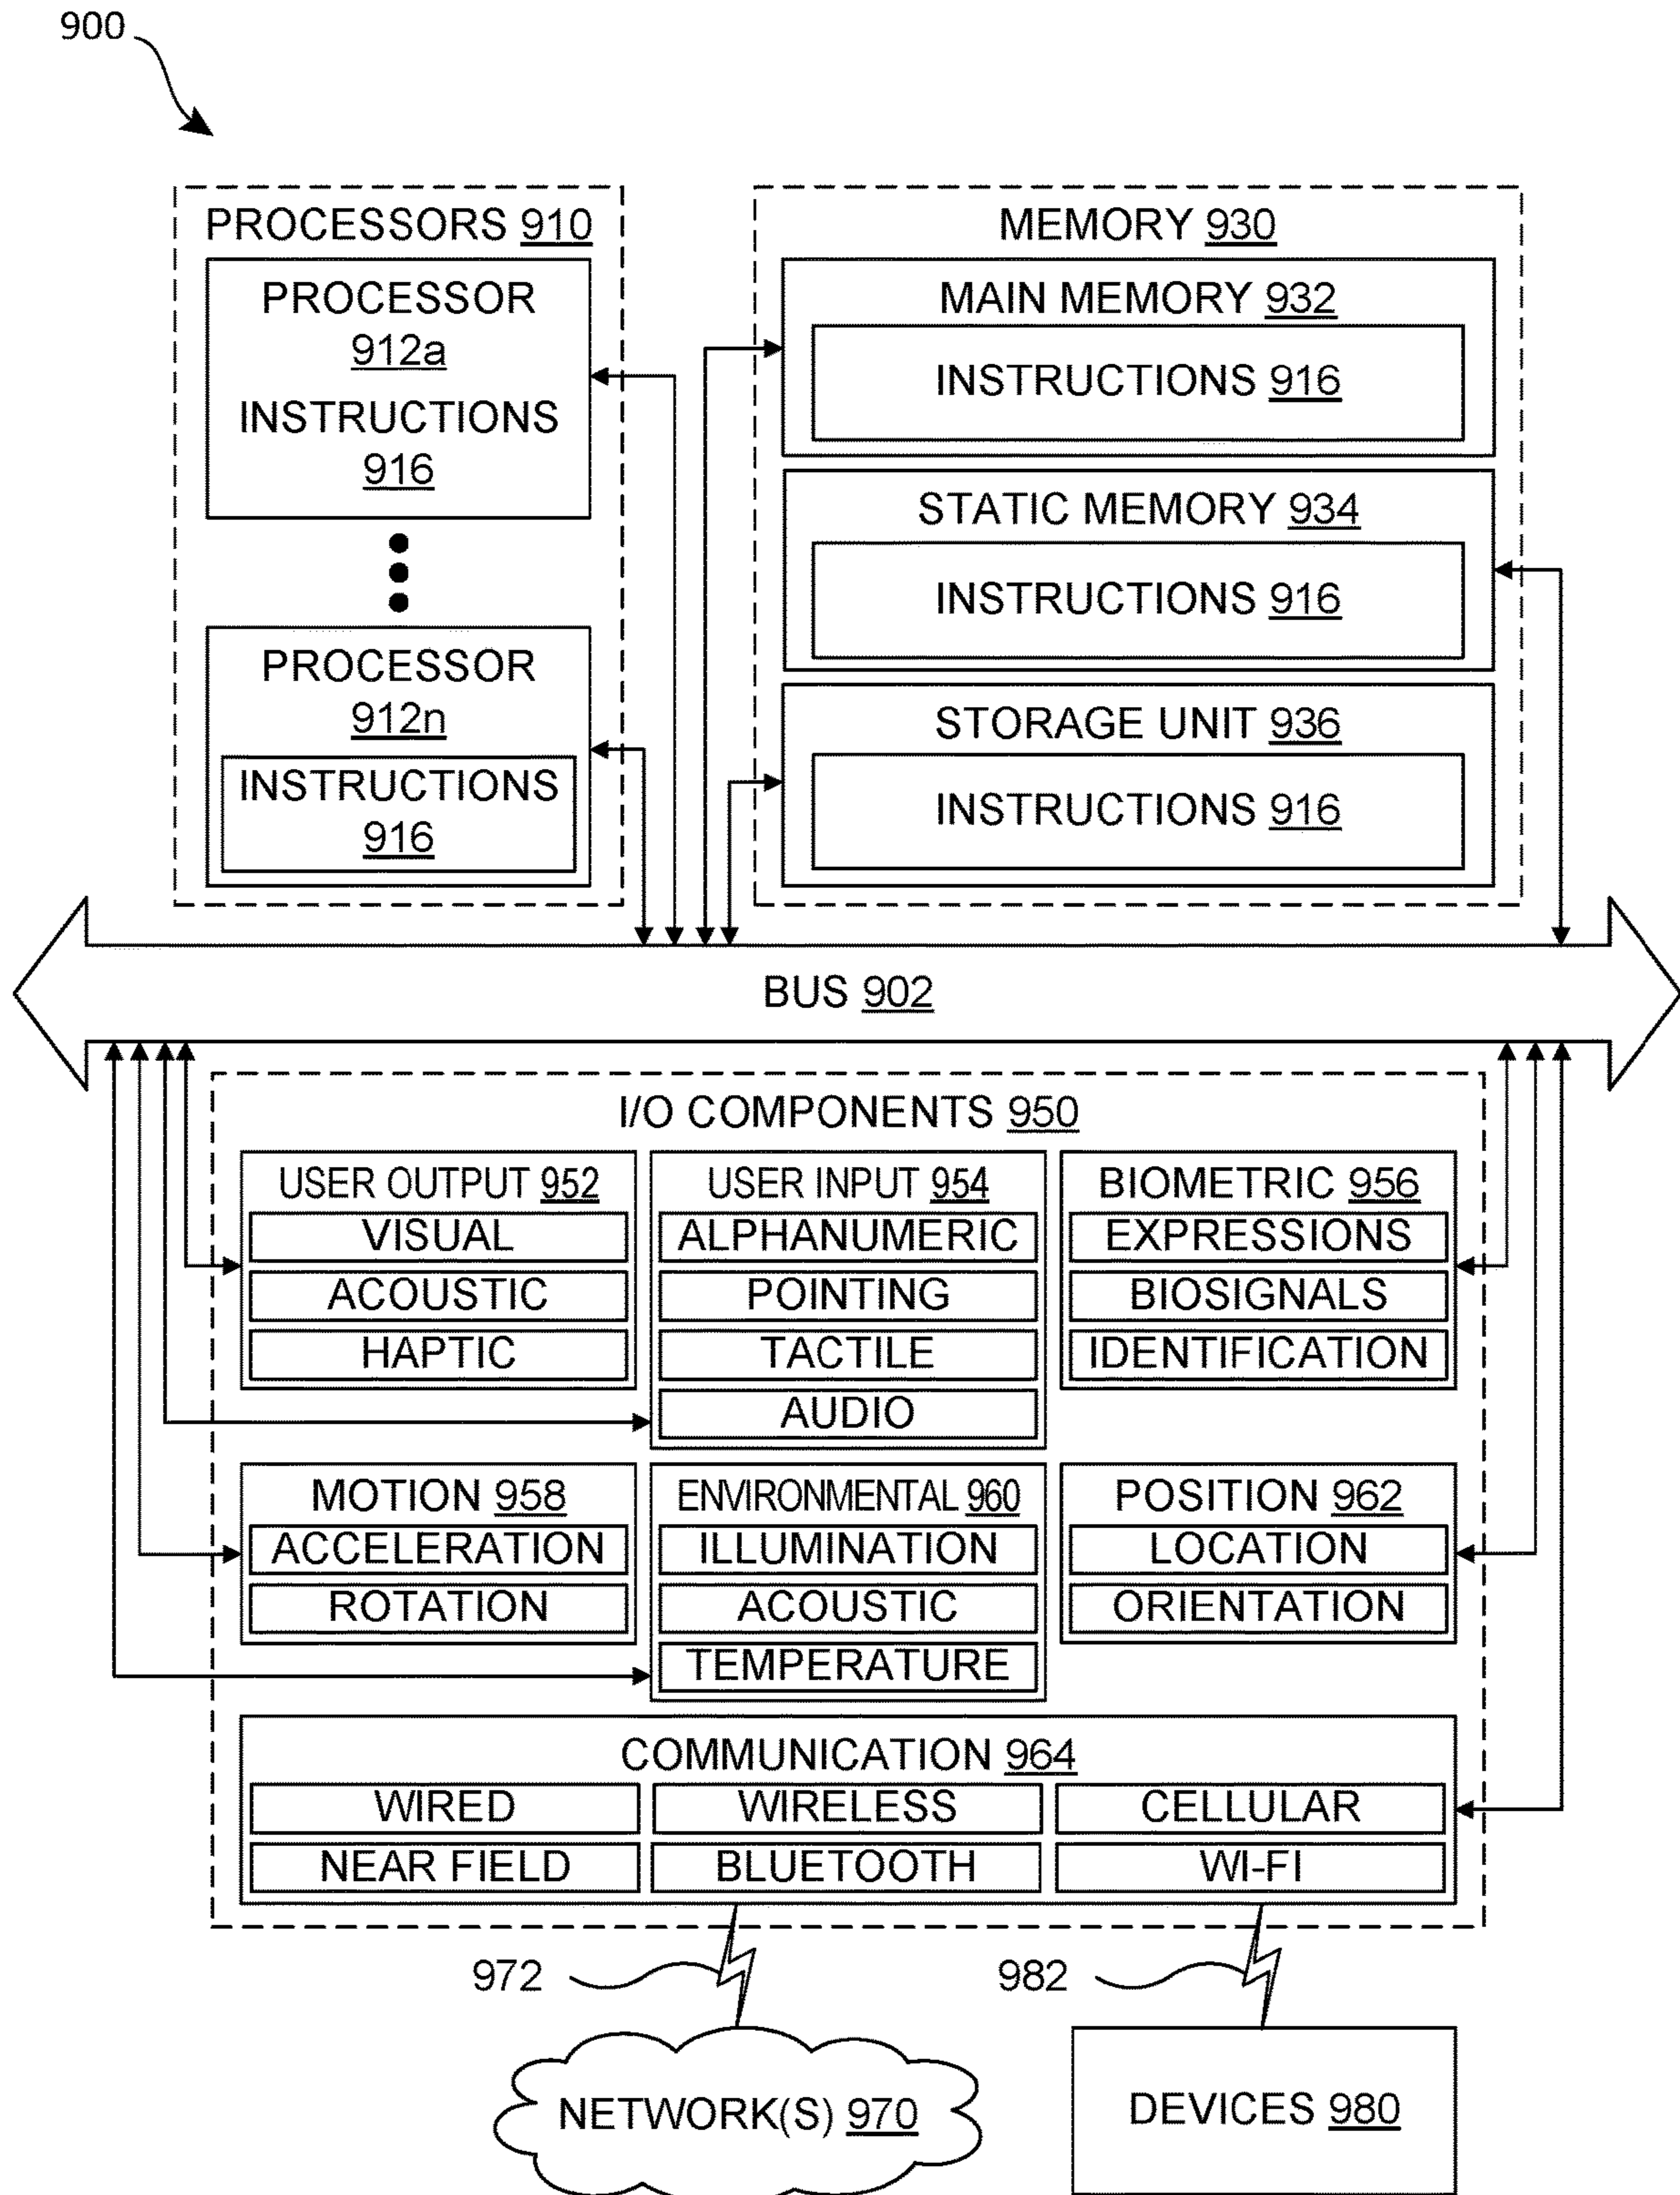 900
PROCESSORS 910
PROCESSOR
912a
INSTRUCTIONS
916
PROCESSOR
912n
INSTRUCTIONS
916
MEMORY 930
MAIN MEMORY 932
INSTRUCTIONS 916
STATIC MEMORY 934
INSTRUCTIONS 916
STORAGE UNIT 936
INSTRUCTIONS 916
BUS 902
I/O COMPONENTS 950
USER OUTPUT 952
VISUAL
ACOUSTIC
HAPTIC
USER INPUT 954
ALPHANUMERIC
POINTING
TACTILE
AUDIO
BIOMETRIC 956
EXPRESSIONS
BIOSIGNALS
IDENTIFICATION
MOTION 958
ACCELERATION
ROTATION
ENVIRONMENTAL 960
ILLUMINATION
ACOUSTIC
TEMPERATURE
POSITION 962
LOCATION
ORIENTATION
COMMUNICATION 964
WIRED
WIRELESS
CELLULAR
NEAR FIELD
BLUETOOTH
WI-FI
972
982
NETWORK(S) 970
DEVICES 980